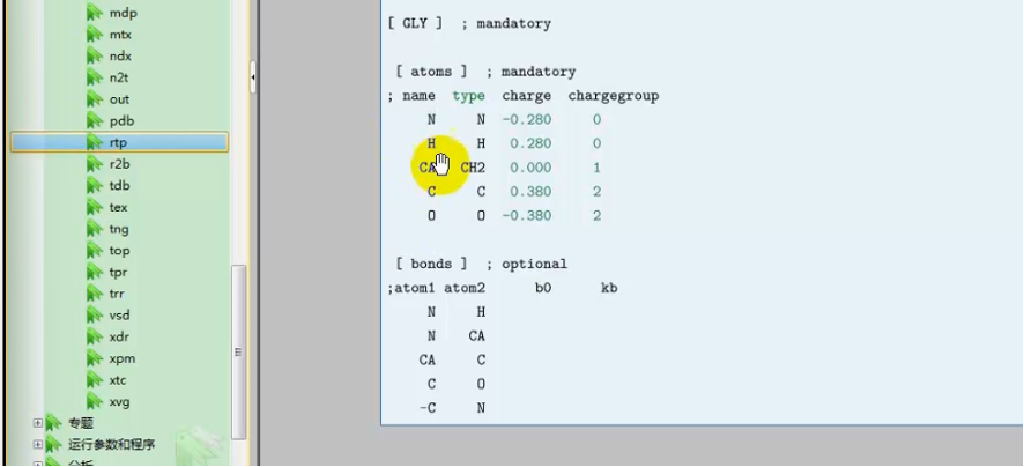 mdp
mtx
ndx
n2t
out
pdb
rtp
r2b
tdb
tex
tng
top
tpr
trr
vsd
xdr
xpm
xtc
xvg
专题
运行参数和程序
分析
[ GLY ] ; mandatory
[ atoms ] ; mandatory
; name type charge chargegroup
N N -0.280 0
H H 0.280 0
CA CH2 0.000 1
C C 0.380 2
O O -0.380 2
[ bonds ] ; optional
;atom1 atom2 b0 kb
N H
N CA
CA C
C O
-C N